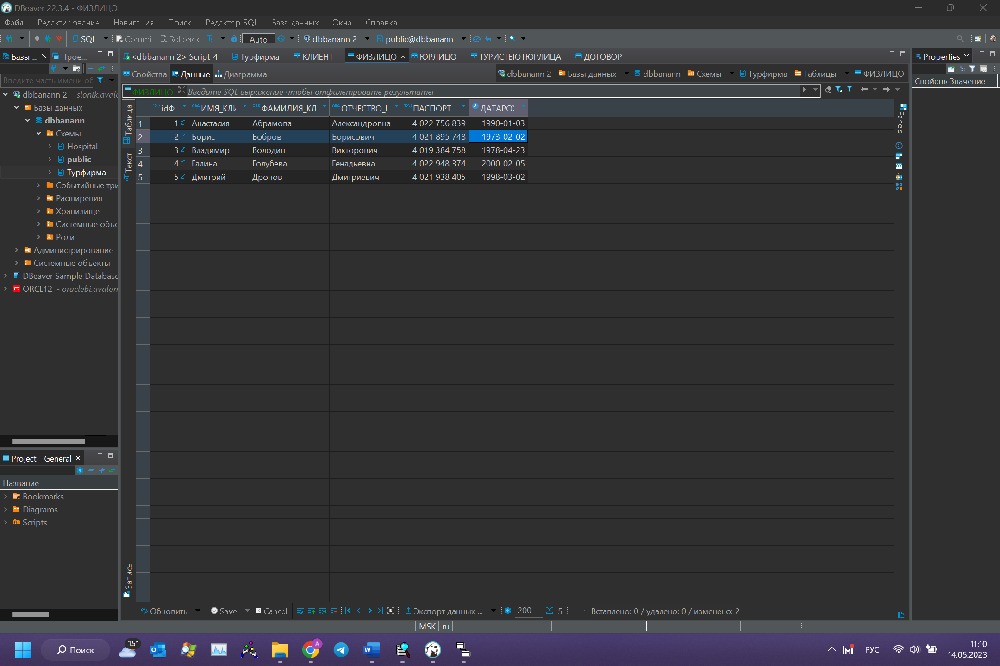 DBeaver 22.3.4 - ФИЗЛИЦО
Файл Редактирование Навигация Поиск Редактор SQL База данных Окна Справка
SQL Commit Rollback Auto dbbanann 2 public@dbbanann
Базы ... Прое...
Введите часть имени об
dbbanann 2 - slonik.avalo
Базы данных
dbbanann
Схемы
Hospital
public
Турфирма
Событийные три
Расширения
Хранилище
Системные объе
Роли
Администрирование
Системные объекты
DBeaver Sample Database
ORCL12 - oraclebi.avalon
Project - General
Название
Bookmarks
Diagrams
Scripts
<dbbanann 2> Script-4 Турфирма КЛИЕНТ ФИЗЛИЦО ЮРЛИЦО ТУРИСТЫОТЮРЛИЦА ДОГОВОР
Свойства Данные Диаграмма
dbbanann 2 Базы данных dbbanann Схемы Турфирма Таблицы ФИЗЛИЦО
ФИЗЛИЦО Введите SQL выражение чтобы отфильтровать результаты
Таблица
Текст
Запись
123 idФ ABC ИМЯ_КЛИ ABC ФАМИЛИЯ_КЛ ABC ОТЧЕСТВО_К 123 ПАСПОРТ ДАТАРОЖ
1 1 Анастасия Абрамова Александровна 4 022 756 839 1990-01-03
2 2 Борис Бобров Борисович 4 021 895 748 1973-02-02
3 3 Владимир Володин Викторович 4 019 384 758 1978-04-23
4 4 Галина Голубева Генадьевна 4 022 948 374 2000-02-05
5 5 Дмитрий Дронов Дмитриевич 4 021 938 405 1998-03-02
Panels
Обновить Save Cancel Экспорт данных ... 200 5 Вставлено: 0 / удалено: 0 / изменено: 2
Properties
Свойств Значение
MSK ru
Поиск 15° A РУС 11:10
14.05.2023